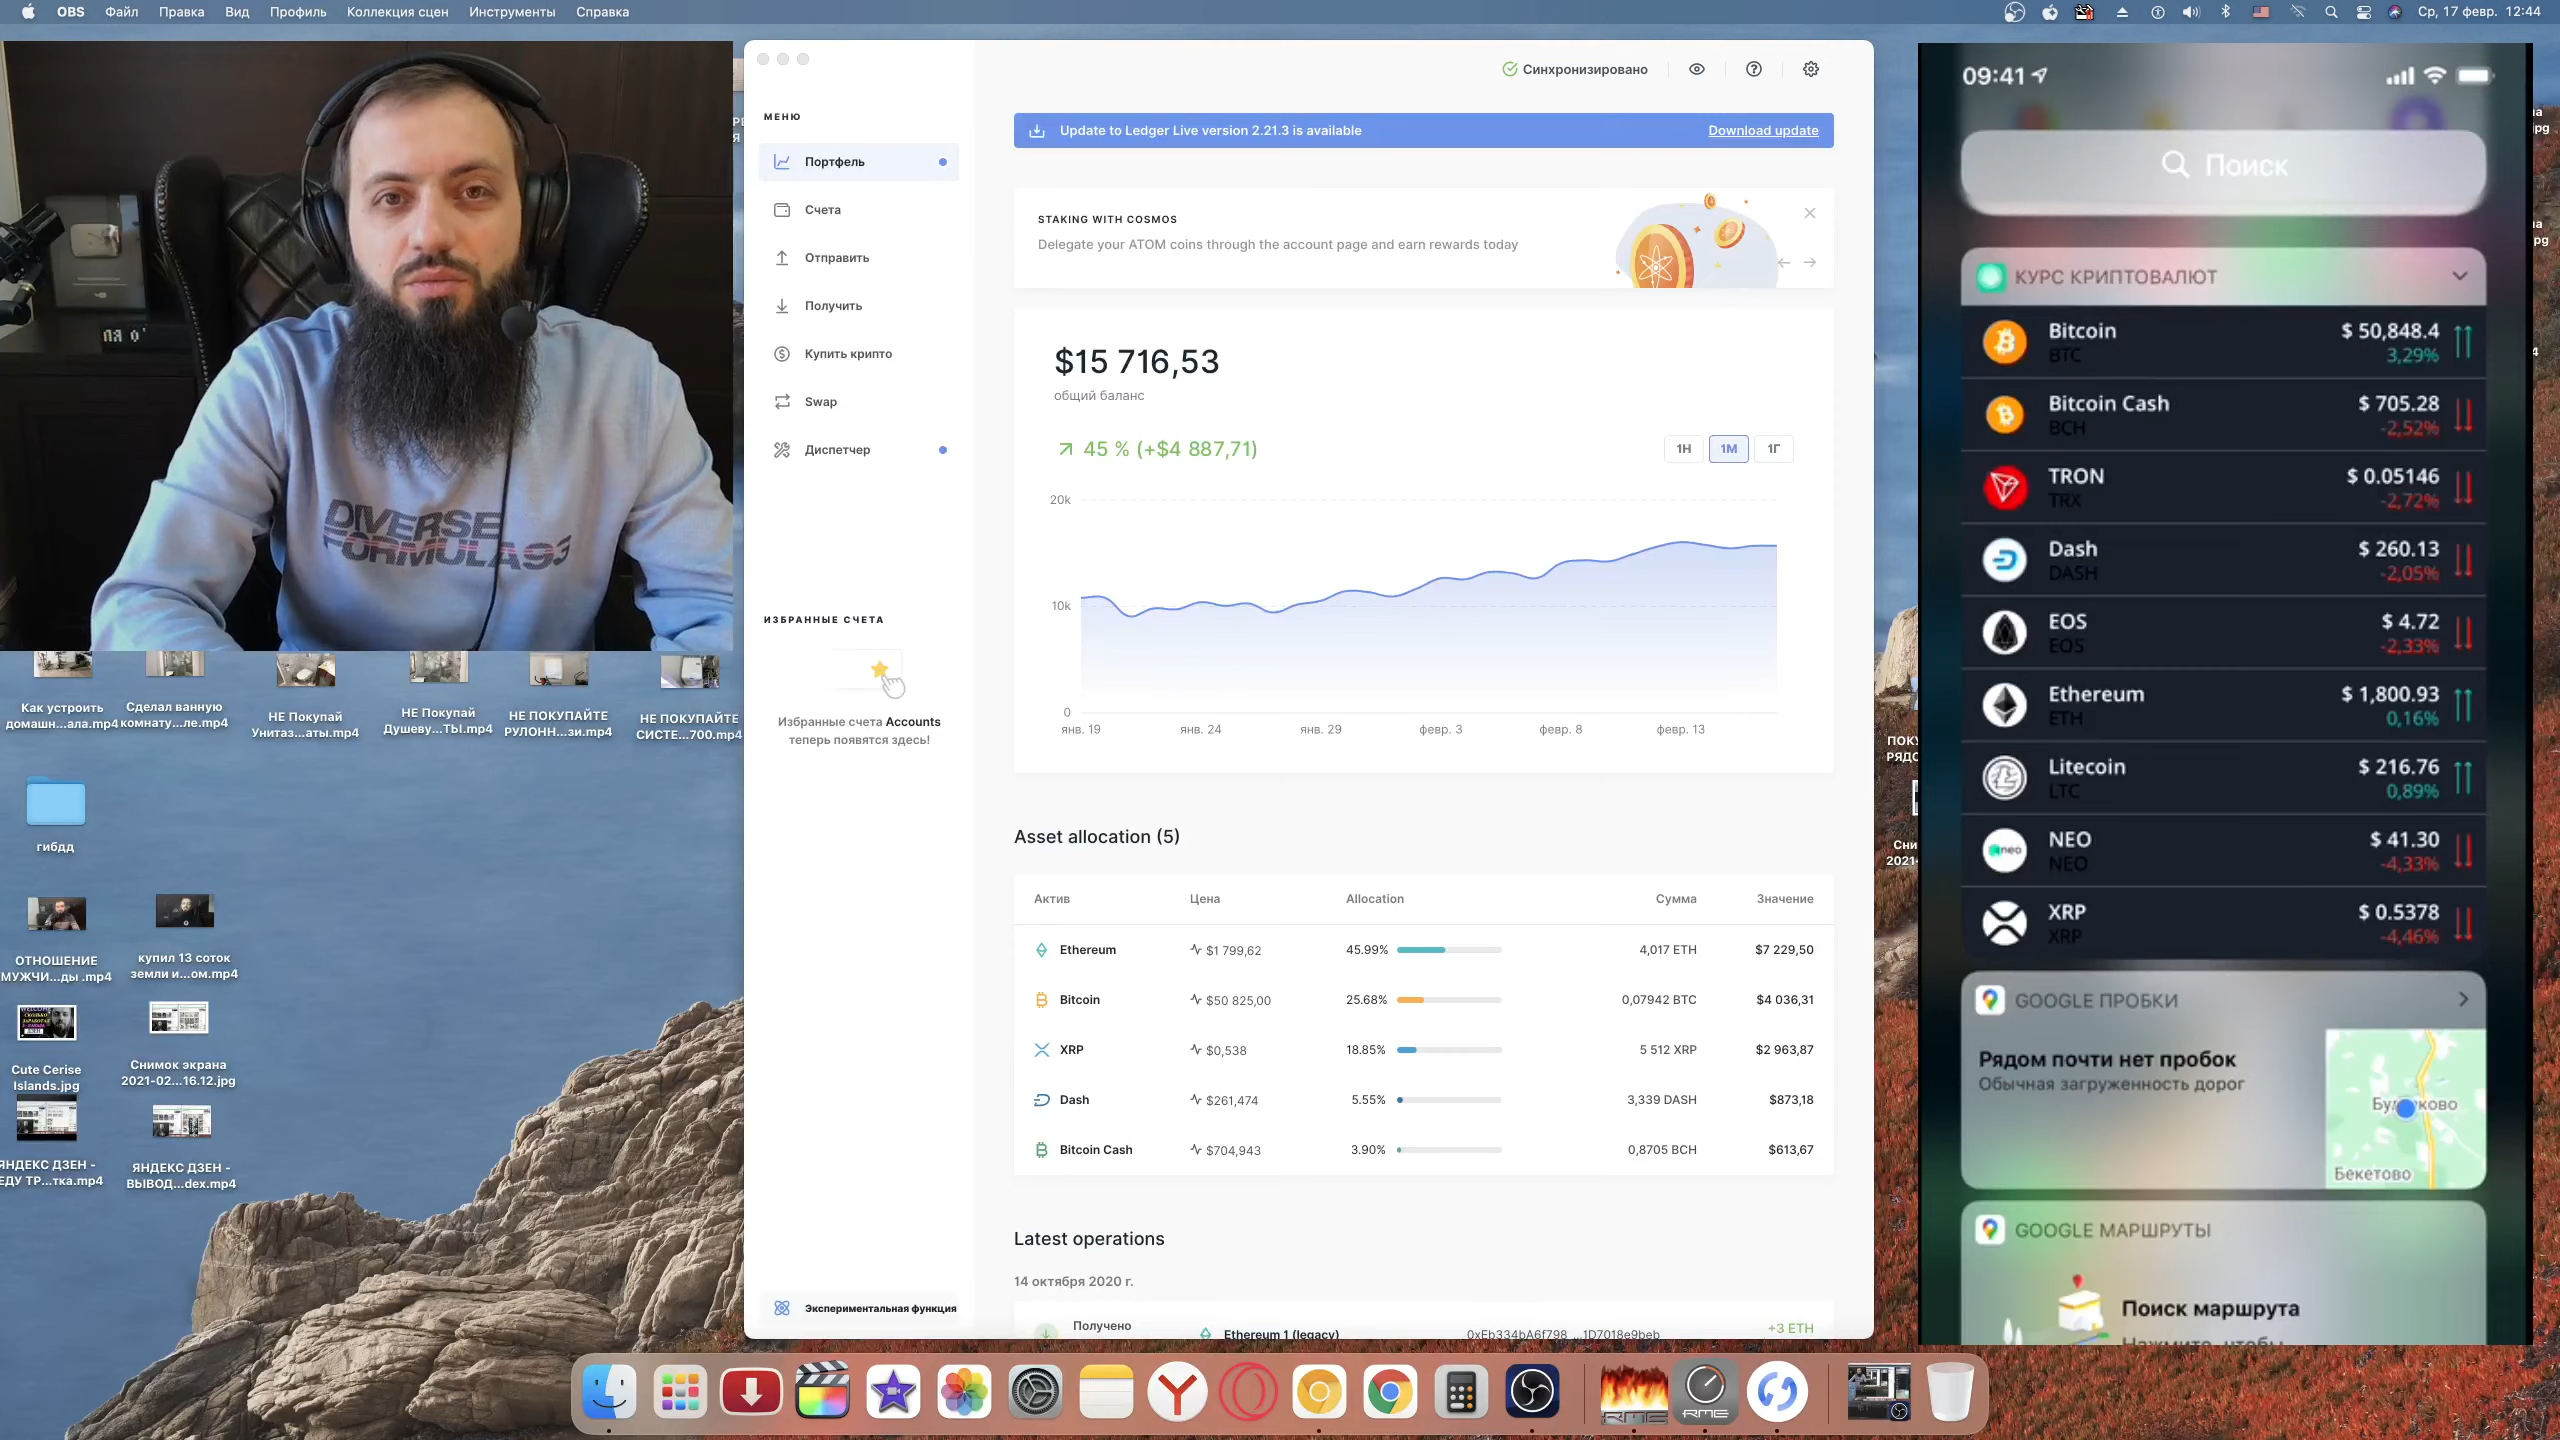 OBS Файл Правка Вид Профиль Коллекция сцен Инструменты Справка
Ср, 17 февр. 12:44
DIVERSE
FORMULA93
Как устроить
домашн...ала.mp4
Сделал ванную
комнату...ле.mp4
НЕ Покупай
Унитаз...аты.mp4
НЕ Покупай
Душеву...ТЫ.mp4
НЕ ПОКУПАЙТЕ
РУЛОНН...зи.mp4
НЕ ПОКУПАЙТЕ
СИСТЕ...700.mp4
гибдд
ОТНОШЕНИЕ
МУЖЧИ...ды .mp4
купил 13 соток
земли и...ом.mp4
Cute Cerise
Islands.jpg
Снимок экрана
2021-02...16.12.jpg
ЯНДЕКС ДЗЕН -
ЕДУ ТР...тка.mp4
ЯНДЕКС ДЗЕН -
ВЫВОД...dex.mp4
МЕНЮ
Портфель
Счета
Отправить
Получить
Купить крипто
Swap
Диспетчер
ИЗБРАННЫЕ СЧЕТА
Избранные счета Accounts
теперь появятся здесь!
Экспериментальная функция
Синхронизировано
Update to Ledger Live version 2.21.3 is available Download update
STAKING WITH COSMOS
Delegate your ATOM coins through the account page and earn rewards today
$15 716,53
общий баланс
45 % (+$4 887,71)
1Н 1М 1Г
20k
10k
0
янв. 19 янв. 24 янв. 29 февр. 3 февр. 8 февр. 13
Asset allocation (5)
Актив Цена Allocation Сумма Значение
Ethereum $1 799,62 45.99% 4,017 ETH $7 229,50
Bitcoin $50 825,00 25.68% 0,07942 BTC $4 036,31
XRP $0,538 18.85% 5 512 XRP $2 963,87
Dash $261,474 5.55% 3,339 DASH $873,18
Bitcoin Cash $704,943 3.90% 0,8705 BCH $613,67
Latest operations
14 октября 2020 г.
Получено Ethereum 1 (legacy) 0xEb334bA6f798 ...1D7018e9beb +3 ETH
09:41
Поиск
КУРС КРИПТОВАЛЮТ
Bitcoin $ 50,848.4
BTC 3,29%
Bitcoin Cash $ 705.28
BCH -2,52%
TRON $ 0.05146
TRX -2,72%
Dash $ 260.13
DASH -2,05%
EOS $ 4.72
EOS -2,33%
Ethereum $ 1,800.93
ETH 0,16%
Litecoin $ 216.76
LTC 0,89%
NEO $ 41.30
NEO -4,33%
XRP $ 0.5378
XRP -4,46%
GOOGLE ПРОБКИ
Рядом почти нет пробок
Обычная загруженность дорог
Бекетово
GOOGLE МАРШРУТЫ
Поиск маршрута
Нажмите, чтобы
RME
RME